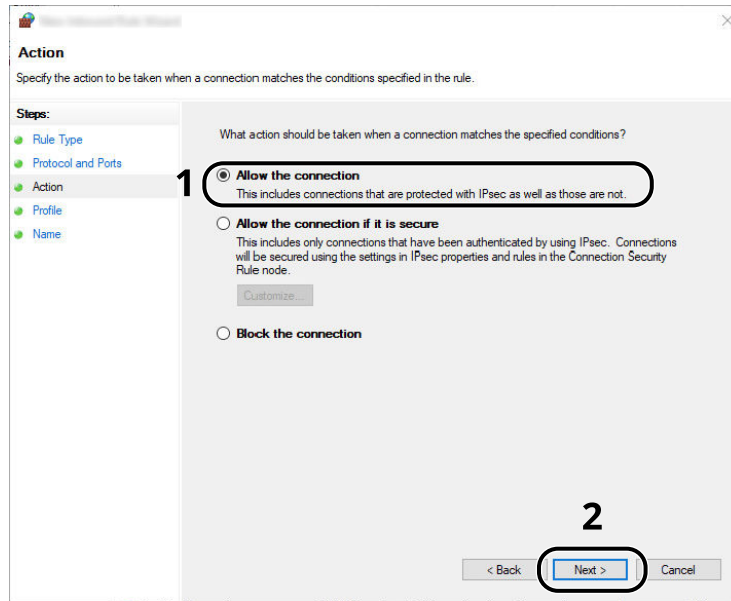 Action
Specify the action to be taken when a connection matches the conditions specified in the rule.
Steps:
Rule Type
Protocol and Ports
Action
Profile
Name
What action should be taken when a connection matches the specified conditions?
1
Allow the connection
This includes connections that are protected with IPsec as well as those are not.
Allow the connection if it is secure
This includes only connections that have been authenticated by using IPsec. Connections
will be secured using the settings in IPsec properties and rules in the Connection Security
Rule node.
Customize...
Block the connection
2
< Back
Next >
Cancel